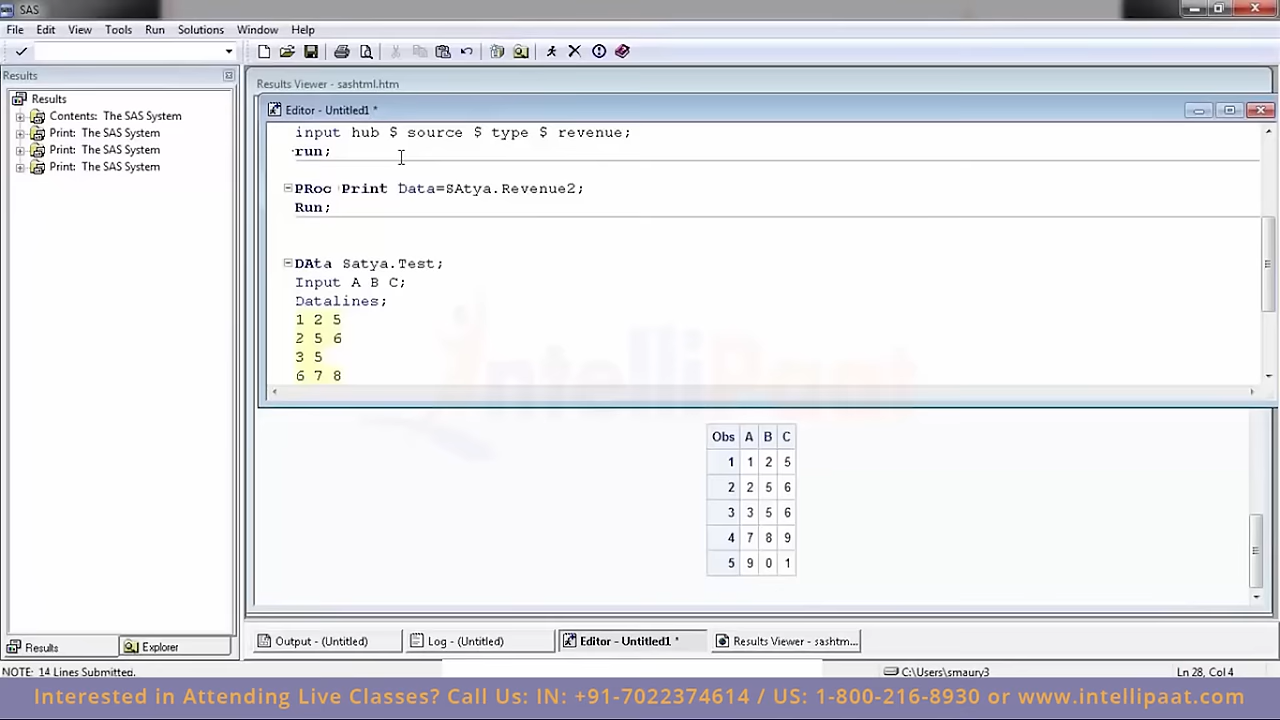 SAS
File Edit View Tools Run Solutions Window Help
Results
Results
Contents: The SAS System
Print: The SAS System
Print: The SAS System
Print: The SAS System
Results Viewer - sashtml.htm
Editor - Untitled1 *
input hub $ source $ type $ revenue;
run;
PRoc Print Data=SAtya.Revenue2;
Run;
DAta Satya.Test;
Input A B C;
Datalines;
1 2 5
2 5 6
3 5
6 7 8
intelliPaat
Obs A B C
1 1 2 5
2 2 5 6
3 3 5 6
4 7 8 9
5 9 0 1
Results Explorer
Output - (Untitled) Log - (Untitled) Editor - Untitled1 * Results Viewer - sashtm...
NOTE: 14 Lines Submitted. C:\Users\smaury3 Ln 28, Col 4
Interested in Attending Live Classes? Call Us: IN: +91-7022374614 / US: 1-800-216-8930 or www.intellipaat.com